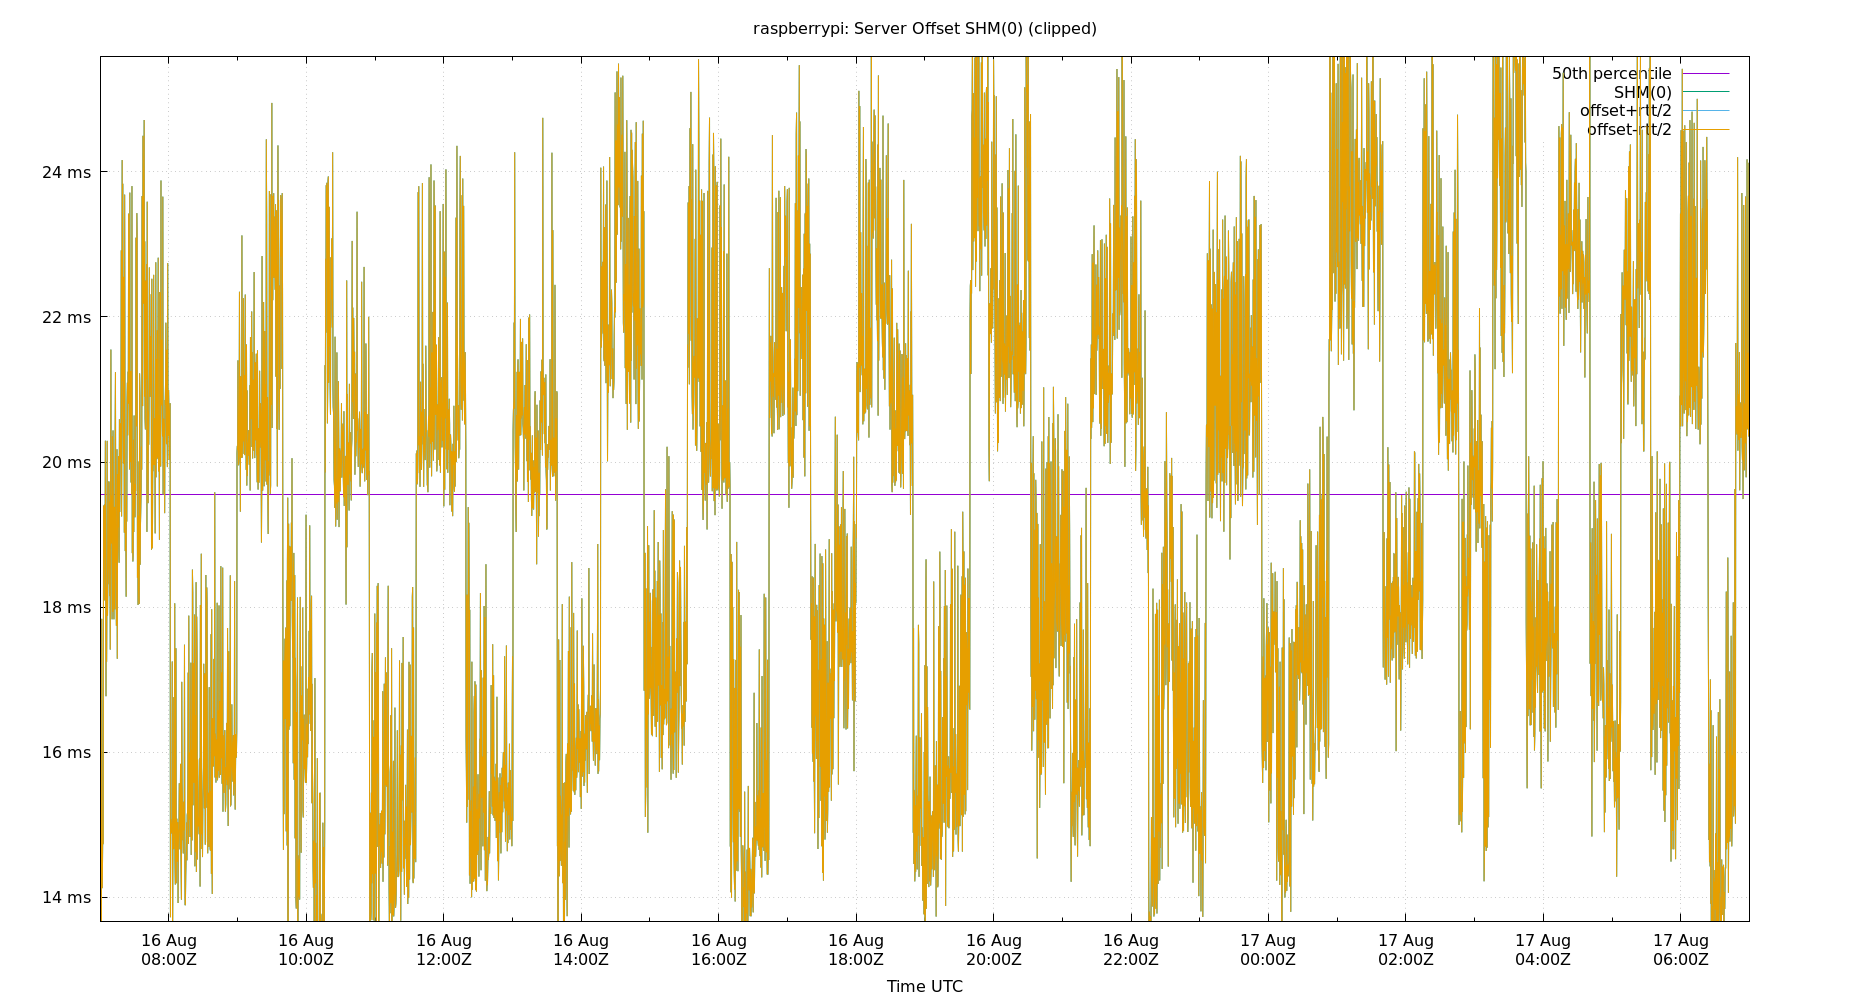 raspberrypi: Server Offset SHM(0) (clipped)
50th percentile
SHM(0)
offset+rtt/2
offset-rtt/2
24 ms
22 ms
20 ms
18 ms
16 ms
14 ms
16 Aug 16 Aug 16 Aug 16 Aug 16 Aug 16 Aug 16 Aug 16 Aug 17 Aug 17 Aug 17 Aug 17 Aug
08:00Z 10:00Z 12:00Z 14:00Z 16:00Z 18:00Z 20:00Z 22:00Z 00:00Z 02:00Z 04:00Z 06:00Z
Time UTC